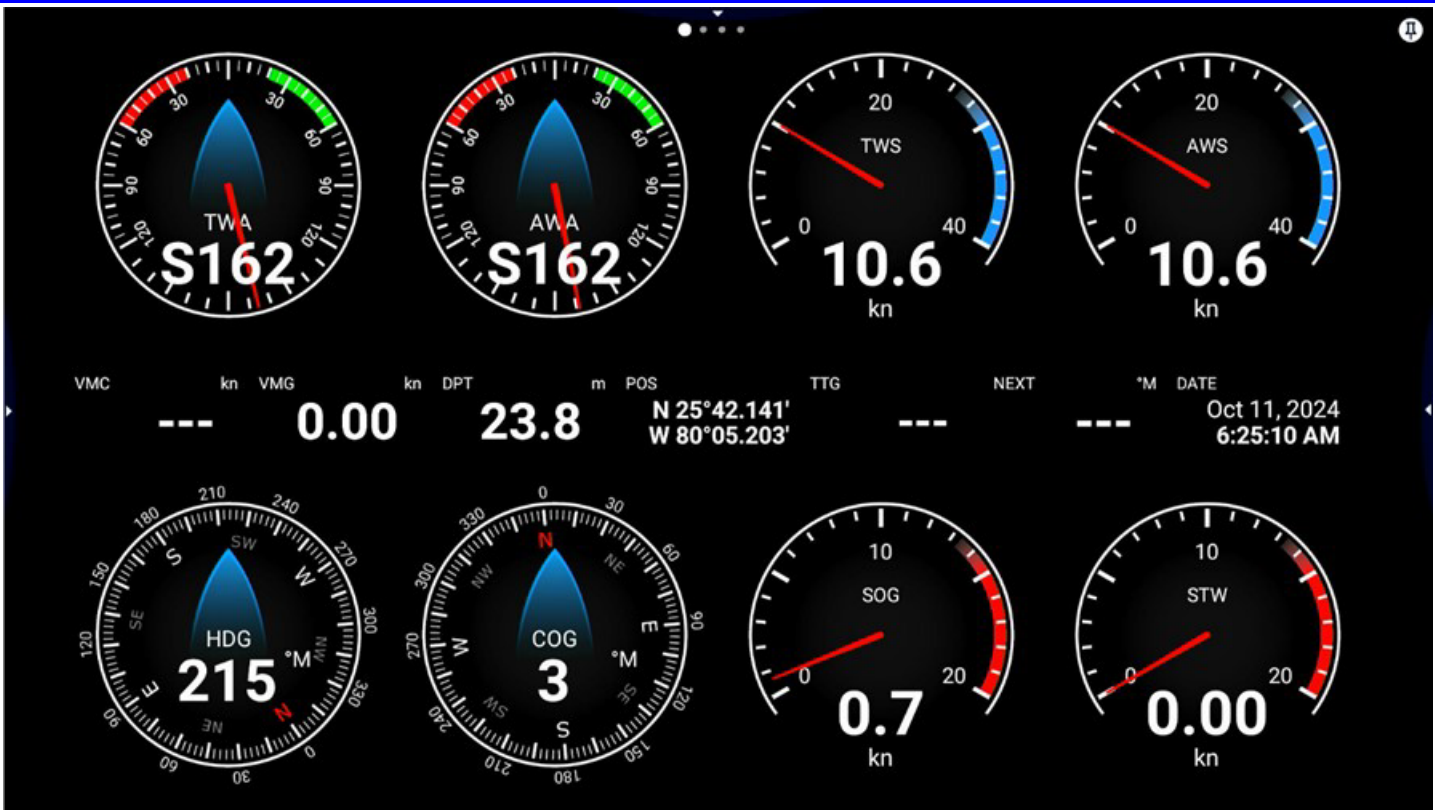 30 30
60 60
90 90
120 120
TWA
S162
30 30
60 60
90 90
120 120
AWA
S162
20
TWS
0 40
10.6
kn
20
AWS
0 40
10.6
kn
VMC kn
---
VMG kn
0.00
DPT m
23.8
POS
N 25°42.141'
W 80°05.203'
TTG
---
NEXT °M
---
DATE
Oct 11, 2024
6:25:10 AM
210 240 270 300 330 0 30 60 90 120 150 180
SW W NW N NE E SE S
HDG
215 °M
0 30 60 90 120 150 180 210 240 270 300 330
N NE E SE S SW W NW
COG
3 °M
10
SOG
0 20
0.7
kn
10
STW
0 20
0.00
kn